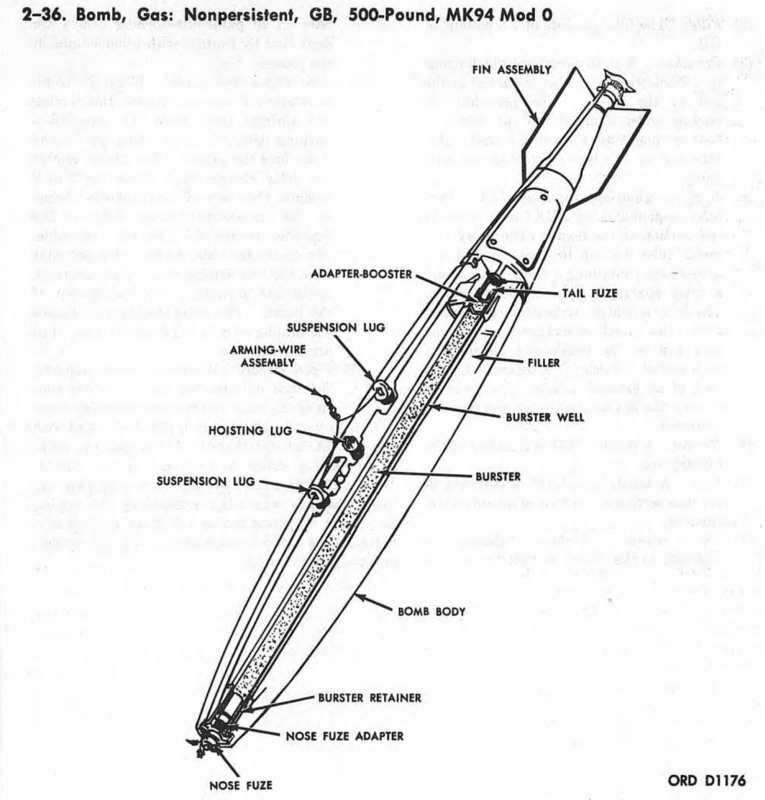 2-36. Bomb, Gas: Nonpersistent, GB, 500-Pound, MK94 Mod 0
FIN ASSEMBLY
ADAPTER-BOOSTER
TAIL FUZE
SUSPENSION LUG
ARMING-WIRE
ASSEMBLY
FILLER
BURSTER WELL
HOISTING LUG
SUSPENSION LUG
BURSTER
BOMB BODY
BURSTER RETAINER
NOSE FUZE ADAPTER
NOSE FUZE
ORD D1176